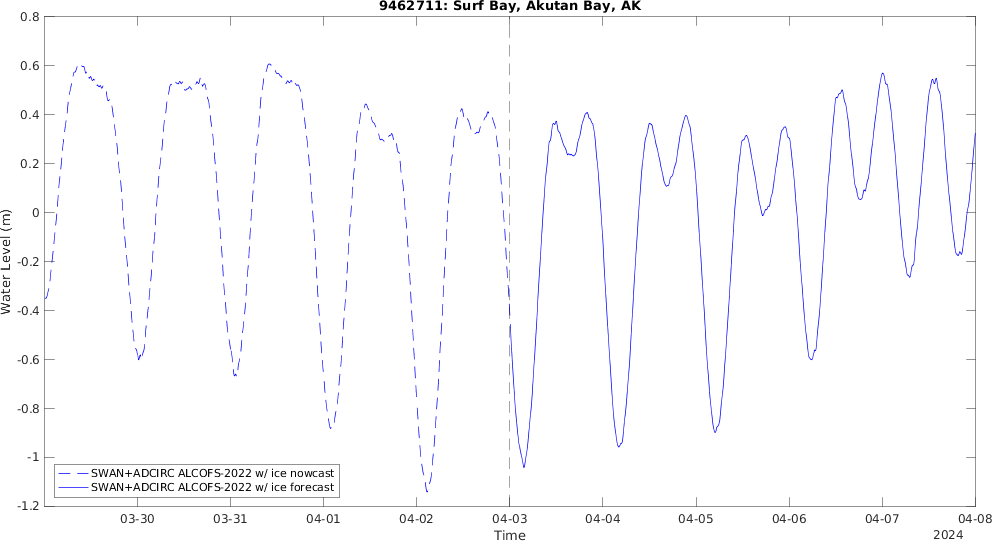 9462711: Surf Bay, Akutan Bay, AK
0.8
0.6
0.4
0.2
0
-0.2
-0.4
-0.6
-0.8
-1
-1.2
Water Level (m)
SWAN+ADCIRC ALCOFS-2022 w/ ice nowcast
SWAN+ADCIRC ALCOFS-2022 w/ ice forecast
03-30 03-31 04-01 04-02 04-03 04-04 04-05 04-06 04-07 04-08
Time
2024